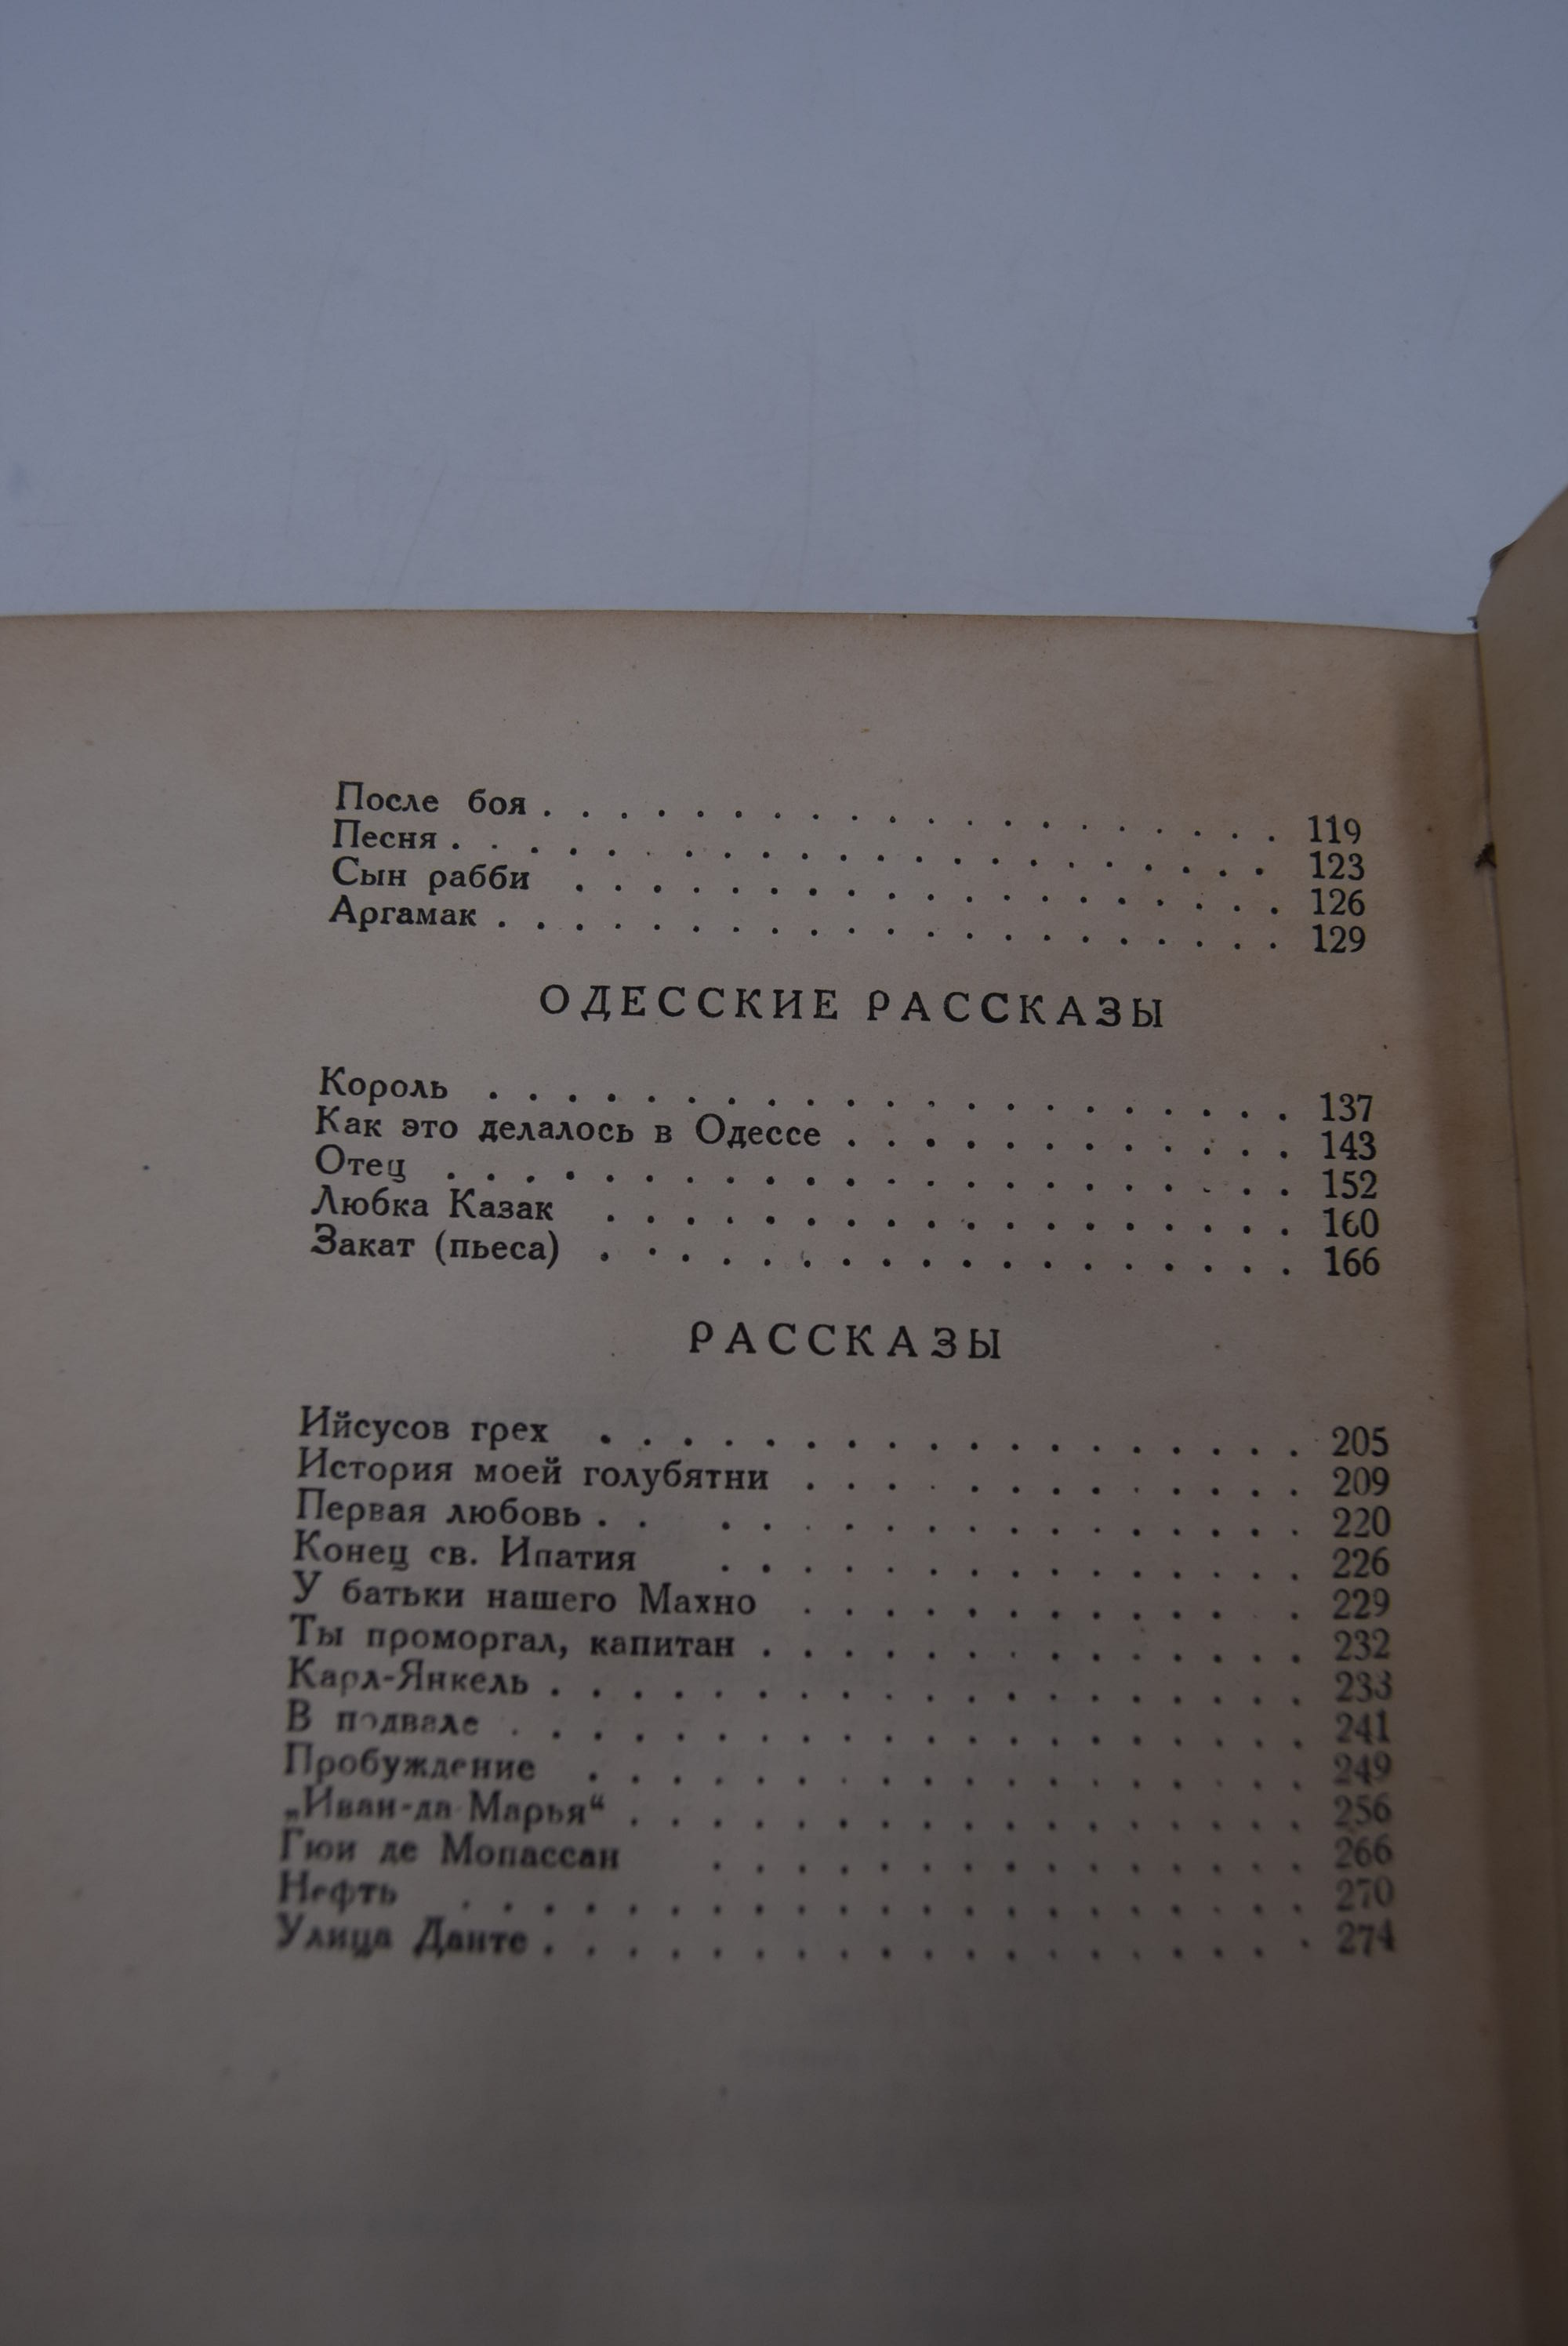 После боя . . . . . . . . . . . . . . . . . . . . 119
Песня . . . . . . . . . . . . . . . . . . . . . . 123
Сын рабби . . . . . . . . . . . . . . . . . . . 126
Аргамак . . . . . . . . . . . . . . . . . . . . . 129
ОДЕССКИЕ РАССКАЗЫ
Король . . . . . . . . . . . . . . . . . . . . . 137
Как это делалось в Одессе . . . . . . . . . . . . 143
Отец . . . . . . . . . . . . . . . . . . . . . . 152
Любка Казак . . . . . . . . . . . . . . . . . . 160
Закат (пьеса) . . . . . . . . . . . . . . . . . . 166
РАССКАЗЫ
Ийсусов грех . . . . . . . . . . . . . . . . . . 205
История моей голубятни . . . . . . . . . . . . . 209
Первая любовь . . . . . . . . . . . . . . . . . 220
Конец св. Ипатия . . . . . . . . . . . . . . . 226
У батьки нашего Махно . . . . . . . . . . . . 229
Ты проморгал, капитан . . . . . . . . . . . . . . 232
Карл-Янкель . . . . . . . . . . . . . . . . . . . 233
В подвале . . . . . . . . . . . . . . . . . . . . 241
Пробуждение . . . . . . . . . . . . . . . . . . 249
„Иван-да-Марья“ . . . . . . . . . . . . . . . . . 256
Гюи де Мопассан . . . . . . . . . . . . . . . 266
Нефть . . . . . . . . . . . . . . . . . . . . . 270
Улица Данте . . . . . . . . . . . . . . . . . . . 274